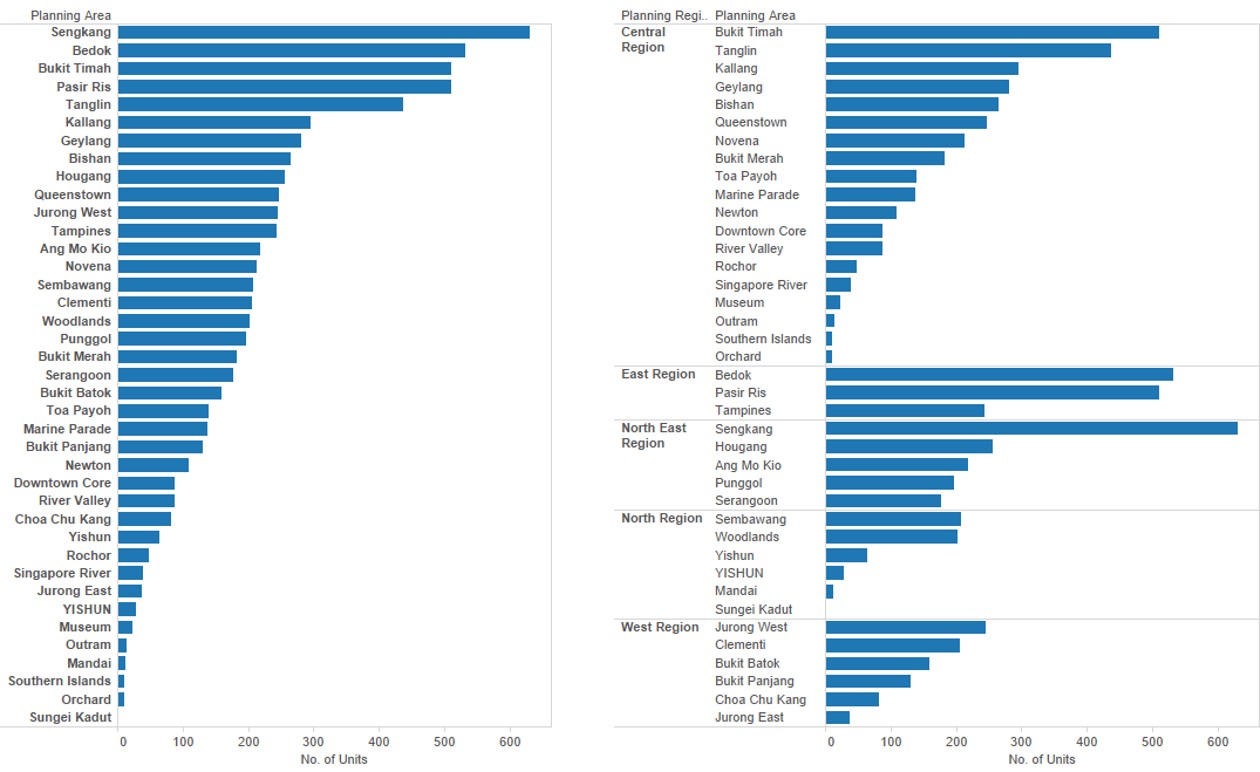 Planning Area
Sengkang
Bedok
Bukit Timah
Pasir Ris
Tanglin
Kallang
Geylang
Bishan
Hougang
Queenstown
Jurong West
Tampines
Ang Mo Kio
Novena
Sembawang
Clementi
Woodlands
Punggol
Bukit Merah
Serangoon
Bukit Batok
Toa Payoh
Marine Parade
Bukit Panjang
Newton
Downtown Core
River Valley
Choa Chu Kang
Yishun
Rochor
Singapore River
Jurong East
YISHUN
Museum
Outram
Mandai
Southern Islands
Orchard
Sungei Kadut
0 100 200 300 400 500 600
No. of Units
Planning Regi.. Planning Area
Central Bukit Timah
Region Tanglin
Kallang
Geylang
Bishan
Queenstown
Novena
Bukit Merah
Toa Payoh
Marine Parade
Newton
Downtown Core
River Valley
Rochor
Singapore River
Museum
Outram
Southern Islands
Orchard
East Region Bedok
Pasir Ris
Tampines
North East Sengkang
Region Hougang
Ang Mo Kio
Punggol
Serangoon
North Region Sembawang
Woodlands
Yishun
YISHUN
Mandai
Sungei Kadut
West Region Jurong West
Clementi
Bukit Batok
Bukit Panjang
Choa Chu Kang
Jurong East
0 100 200 300 400 500 600
No. of Units